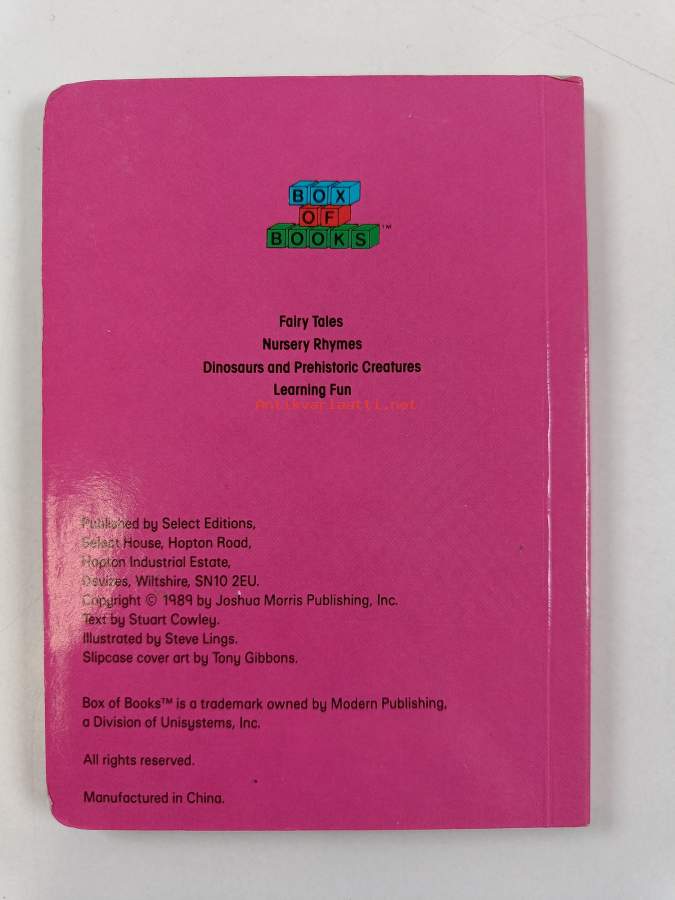 BOX
OF
BOOKS™
Fairy Tales
Nursery Rhymes
Dinosaurs and Prehistoric Creatures
Learning Fun
Antikvariaatti.net
Published by Select Editions,
Select House, Hopton Road,
Hopton Industrial Estate,
Devizes, Wiltshire, SN10 2EU.
Copyright © 1989 by Joshua Morris Publishing, Inc.
Text by Stuart Cowley.
Illustrated by Steve Lings.
Slipcase cover art by Tony Gibbons.
Box of Books™ is a trademark owned by Modern Publishing,
a Division of Unisystems, Inc.
All rights reserved.
Manufactured in China.